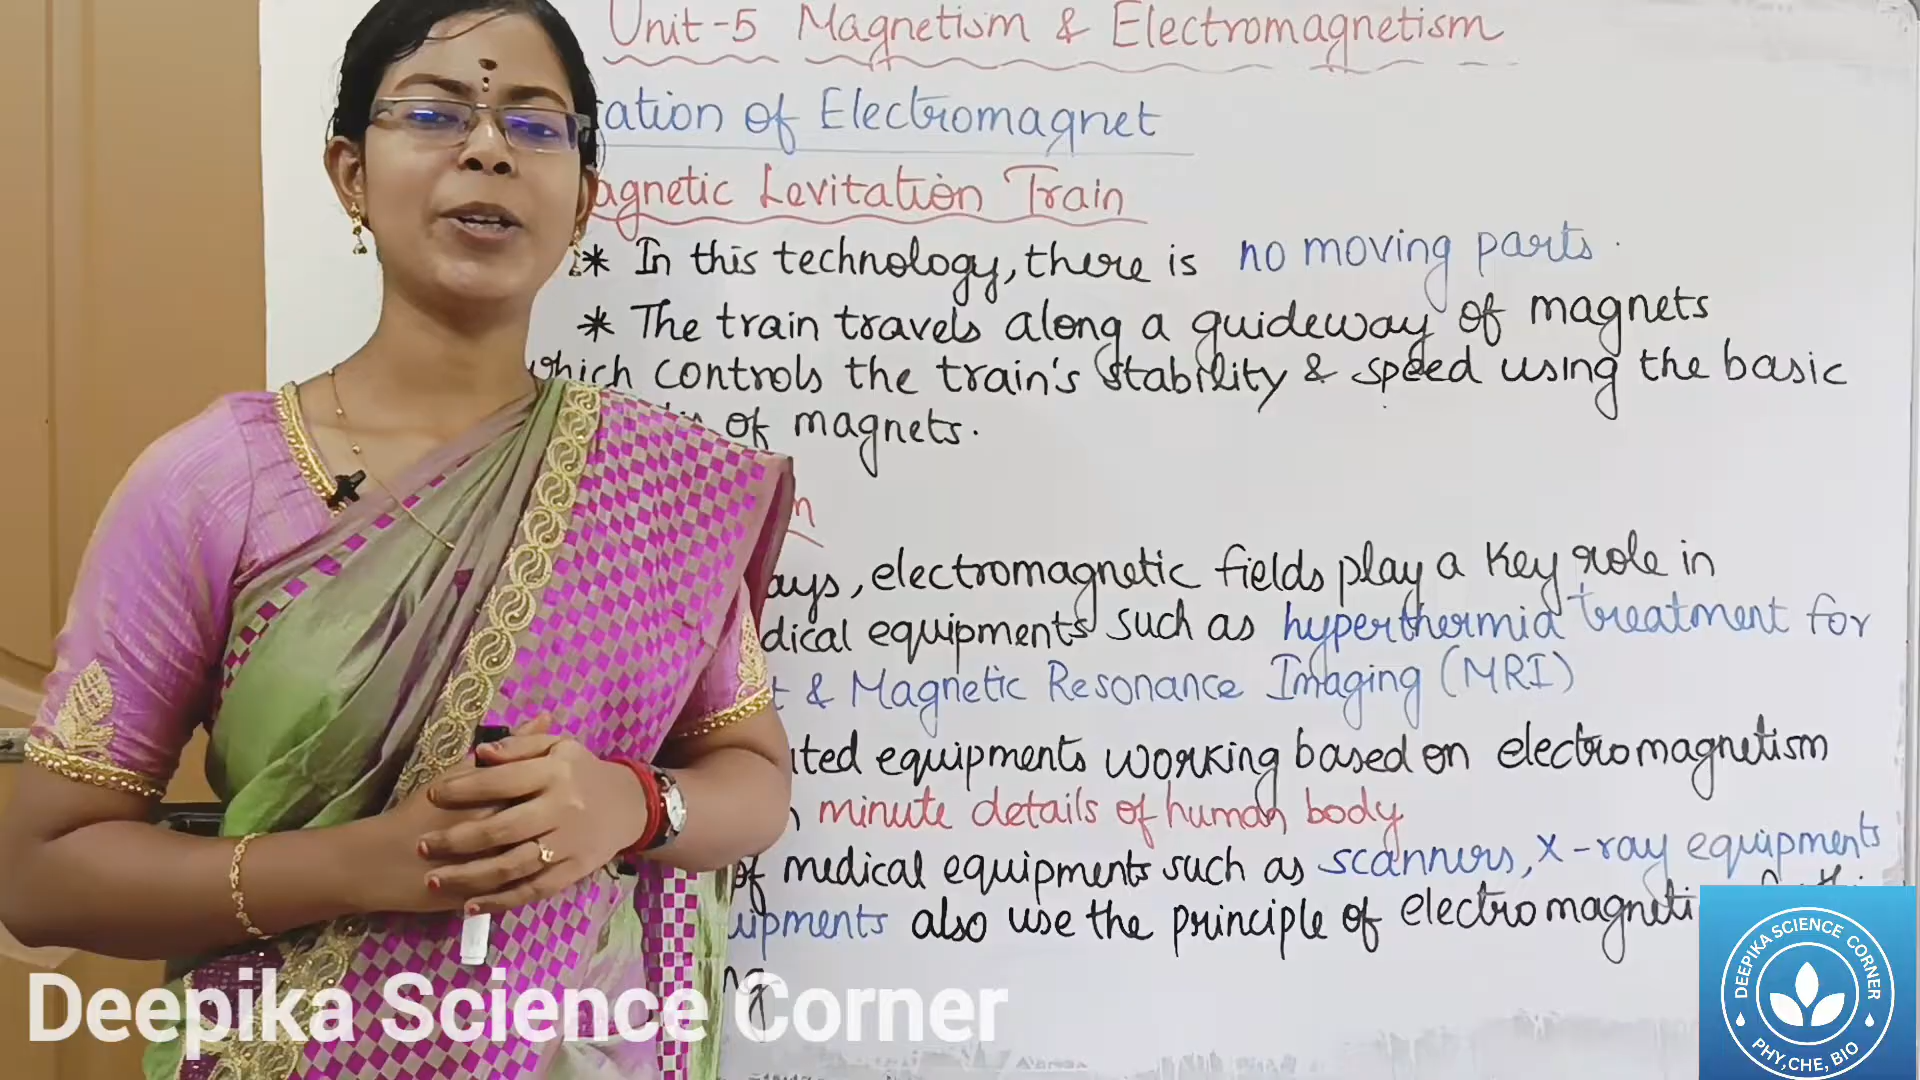 Unit-5 Magnetism & Electromagnetism
ation of Electromagnet
agnetic Levitation Train
* In this technology, there is no moving parts.
* The train travels along a guideway of magnets
which controls the train's stability & speed using the basic
of magnets.
ays, electromagnetic fields play a key role in
dical equipments such as hyperthermia treatment for
t & Magnetic Resonance Imaging (MRI)
ated equipments working based on electromagnetism
minute details of human body
of medical equipments such as scanners, x-ray equipments
uipments also use the principle of electromagneti
ng
Deepika Science Corner
DEEPIKA SCIENCE CORNER
PHY,CHE, BIO